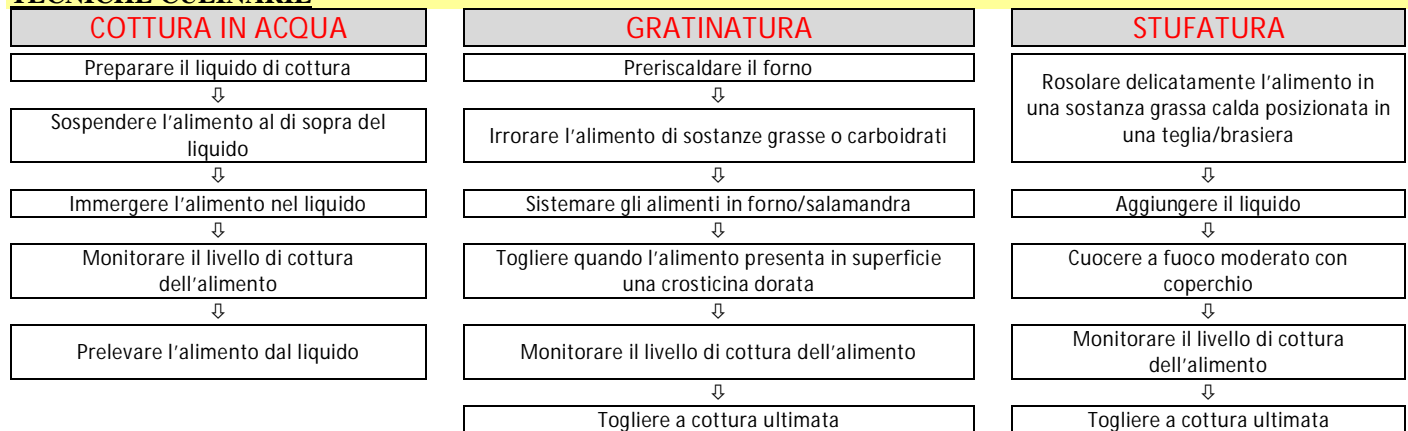 TECNICHE CULINARIE
COTTURA IN ACQUA
Preparare il liquido di cottura
⇩
Sospendere l'alimento al di sopra del
liquido
⇩
Immergere l'alimento nel liquido
⇩
Monitorare il livello di cottura
dell'alimento
⇩
Prelevare l'alimento dal liquido
GRATINATURA
Preriscaldare il forno
⇩
Irrorare l'alimento di sostanze grasse o carboidrati
⇩
Sistemare gli alimenti in forno/salamandra
⇩
Togliere quando l'alimento presenta in superficie
una crosticina dorata
⇩
Monitorare il livello di cottura dell'alimento
⇩
Togliere a cottura ultimata
STUFATURA
Rosolare delicatamente l'alimento in
una sostanza grassa calda posizionata in
una teglia/brasiera
⇩
Aggiungere il liquido
⇩
Cuocere a fuoco moderato con
coperchio
⇩
Monitorare il livello di cottura
dell'alimento
⇩
Togliere a cottura ultimata